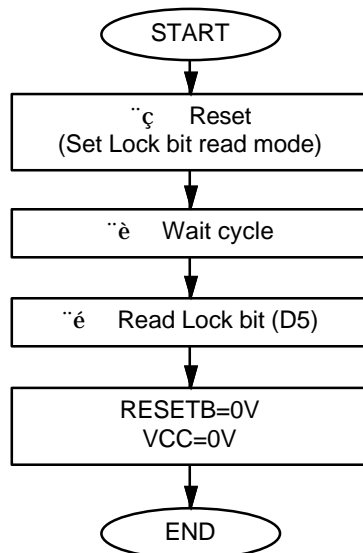 START
¨ç Reset
(Set Lock bit read mode)
¨è Wait cycle
¨é Read Lock bit (D5)
RESETB=0V
VCC=0V
END